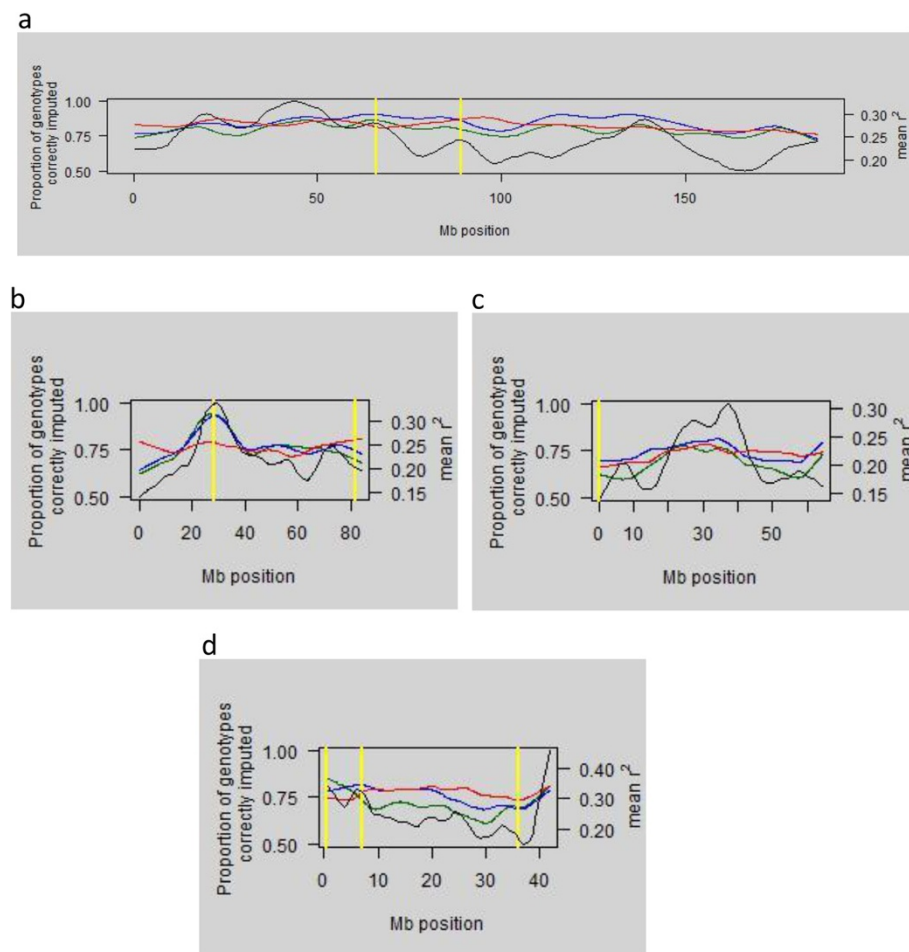 a
Proportion of genotypes
correctly imputed
1.00
0.75
0.50
0.30
0.25
0.20
mean r²
0 50 100 150
Mb position
b
Proportion of genotypes
correctly imputed
1.00
0.75
0.50
0.30
0.25
0.20
0.15
mean r²
0 20 40 60 80
Mb position
c
Proportion of genotypes
correctly imputed
1.00
0.75
0.50
0.30
0.25
0.20
0.15
mean r²
0 10 30 50
Mb position
d
Proportion of genotypes
correctly imputed
1.00
0.75
0.50
0.40
0.30
0.20
mean r²
0 10 20 30 40
Mb position